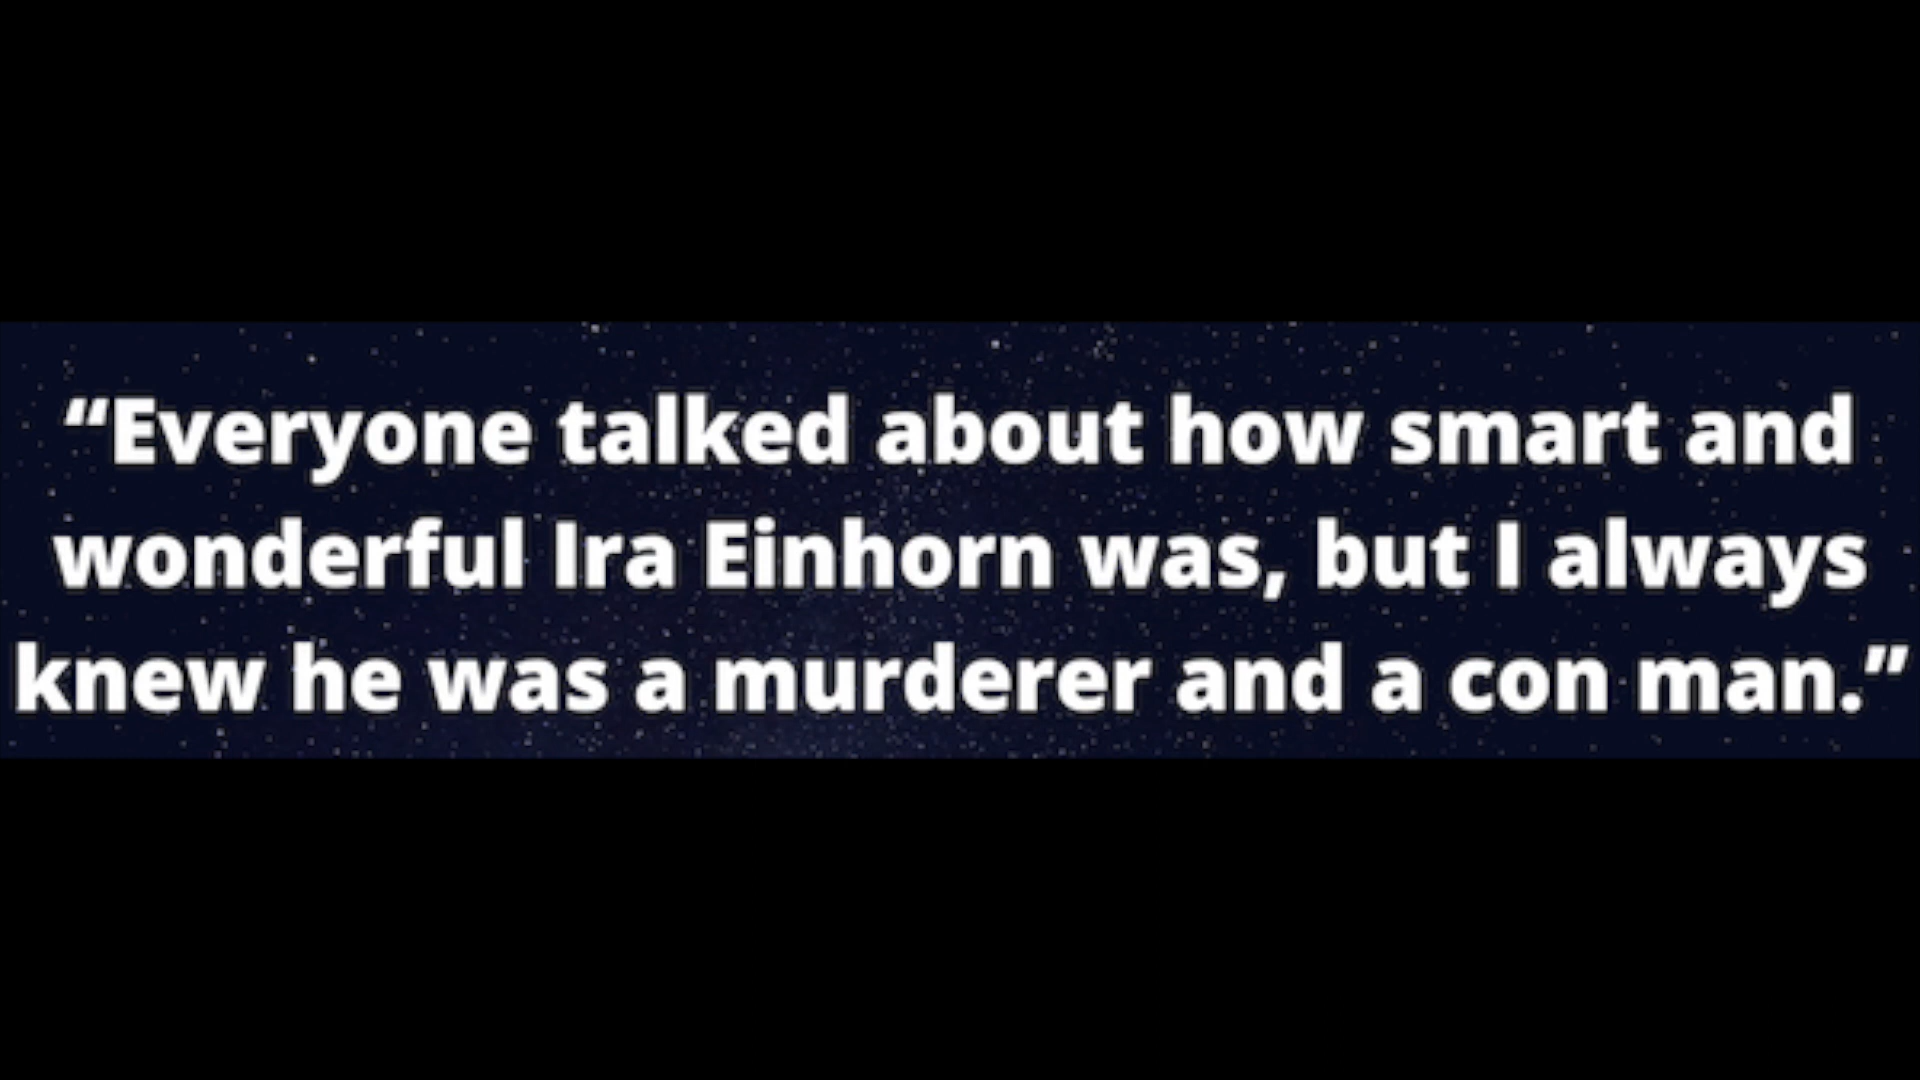 “Everyone talked about how smart and
wonderful Ira Einhorn was, but I always
knew he was a murderer and a con man.”